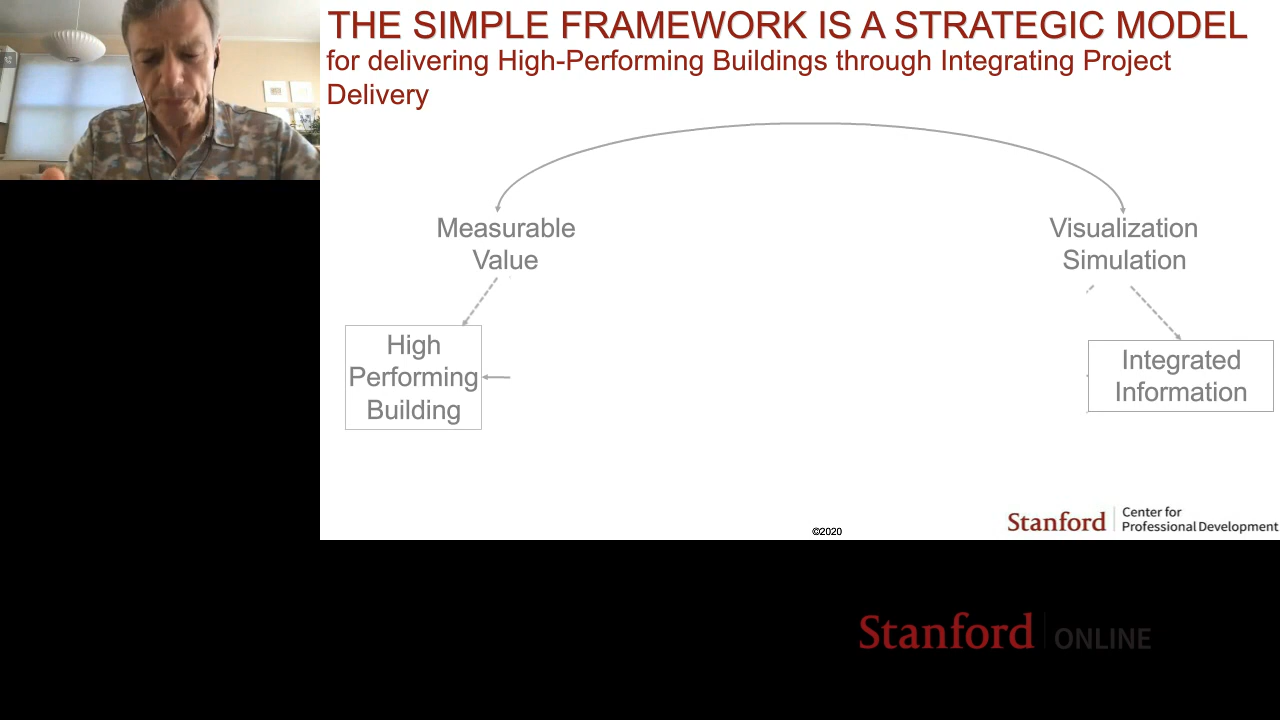 THE SIMPLE FRAMEWORK IS A STRATEGIC MODEL
for delivering High-Performing Buildings through Integrating Project
Delivery
Measurable
Value
Visualization
Simulation
High
Performing
Building
Integrated
Information
©2020
Stanford
Center for
Professional Development
Stanford
ONLINE